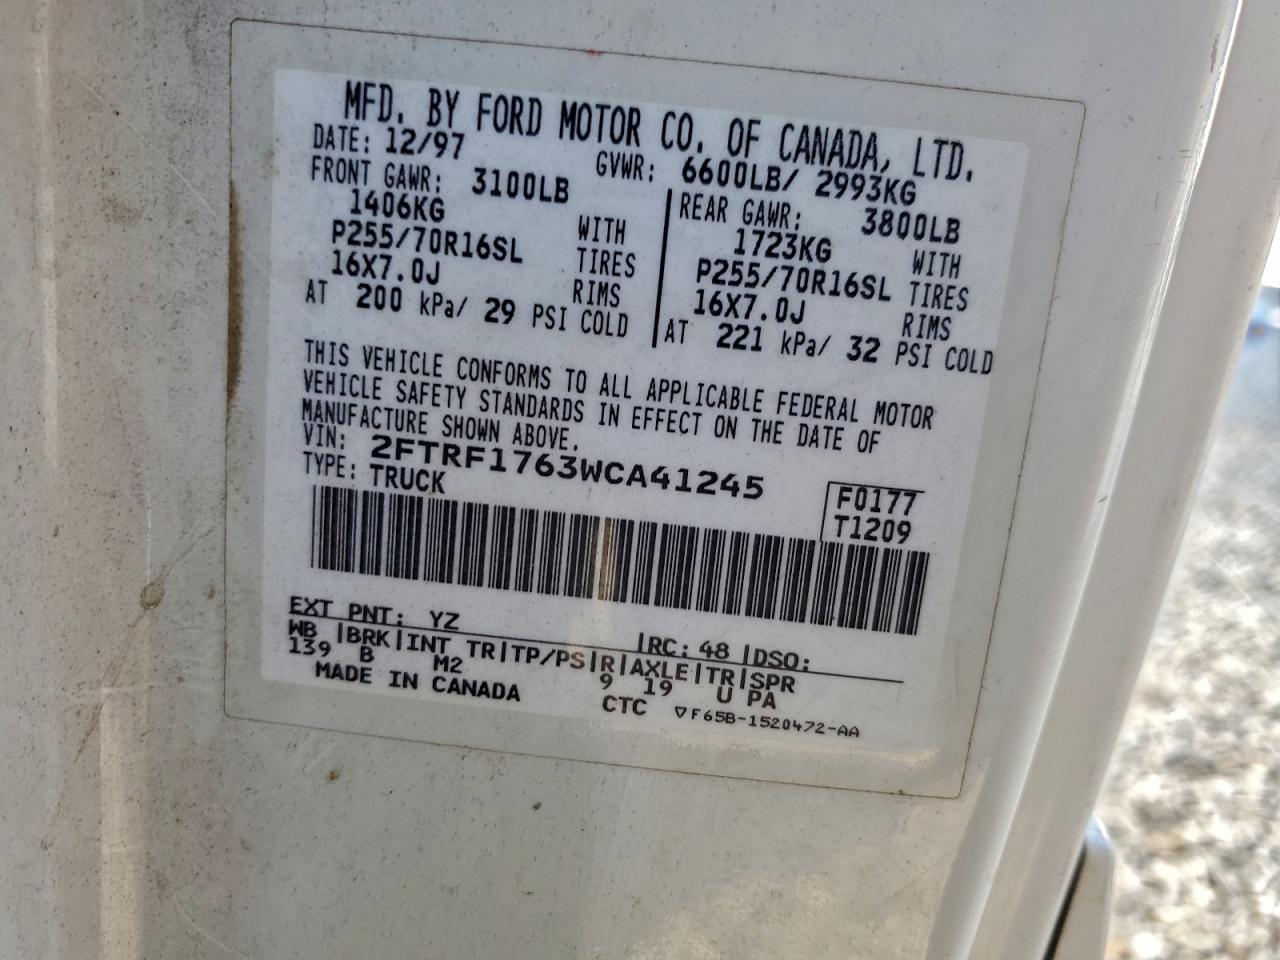 MFD. BY FORD MOTOR CO. OF CANADA, LTD.
DATE: 12/97 GVWR: 6600LB/ 2993KG
FRONT GAWR: 3100LB
1406KG WITH
P255/70R16SL TIRES
16X7.0J RIMS
AT 200 kPa/ 29 PSI COLD
REAR GAWR: 3800LB
1723KG WITH
P255/70R16SL TIRES
16X7.0J RIMS
AT 221 kPa/ 32 PSI COLD
THIS VEHICLE CONFORMS TO ALL APPLICABLE FEDERAL MOTOR
VEHICLE SAFETY STANDARDS IN EFFECT ON THE DATE OF
MANUFACTURE SHOWN ABOVE.
VIN: 2FTRF1763WCA41245
TYPE: TRUCK
F0177
T1209
EXT PNT: YZ |RC: 48 |DSO:
WB |BRK|INT TR|TP/PS|R|AXLE|TR|SPR
139 B M2 9 19 U PA
MADE IN CANADA CTC ▽F65B-1520472-AA